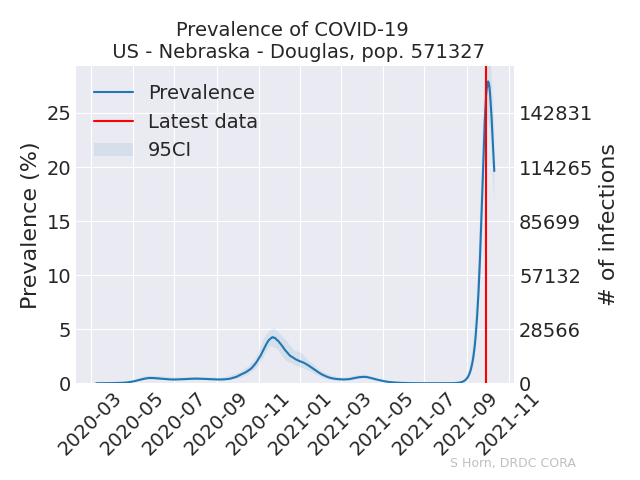 Prevalence of COVID-19
US - Nebraska - Douglas, pop. 571327
Prevalence
Latest data
95CI
Prevalence (%)
25
20
15
10
5
0
142831
114265
85699
57132
28566
0
# of infections
2020-03
2020-05
2020-07
2020-09
2020-11
2021-01
2021-03
2021-05
2021-07
2021-09
2021-11
S Horn, DRDC CORA